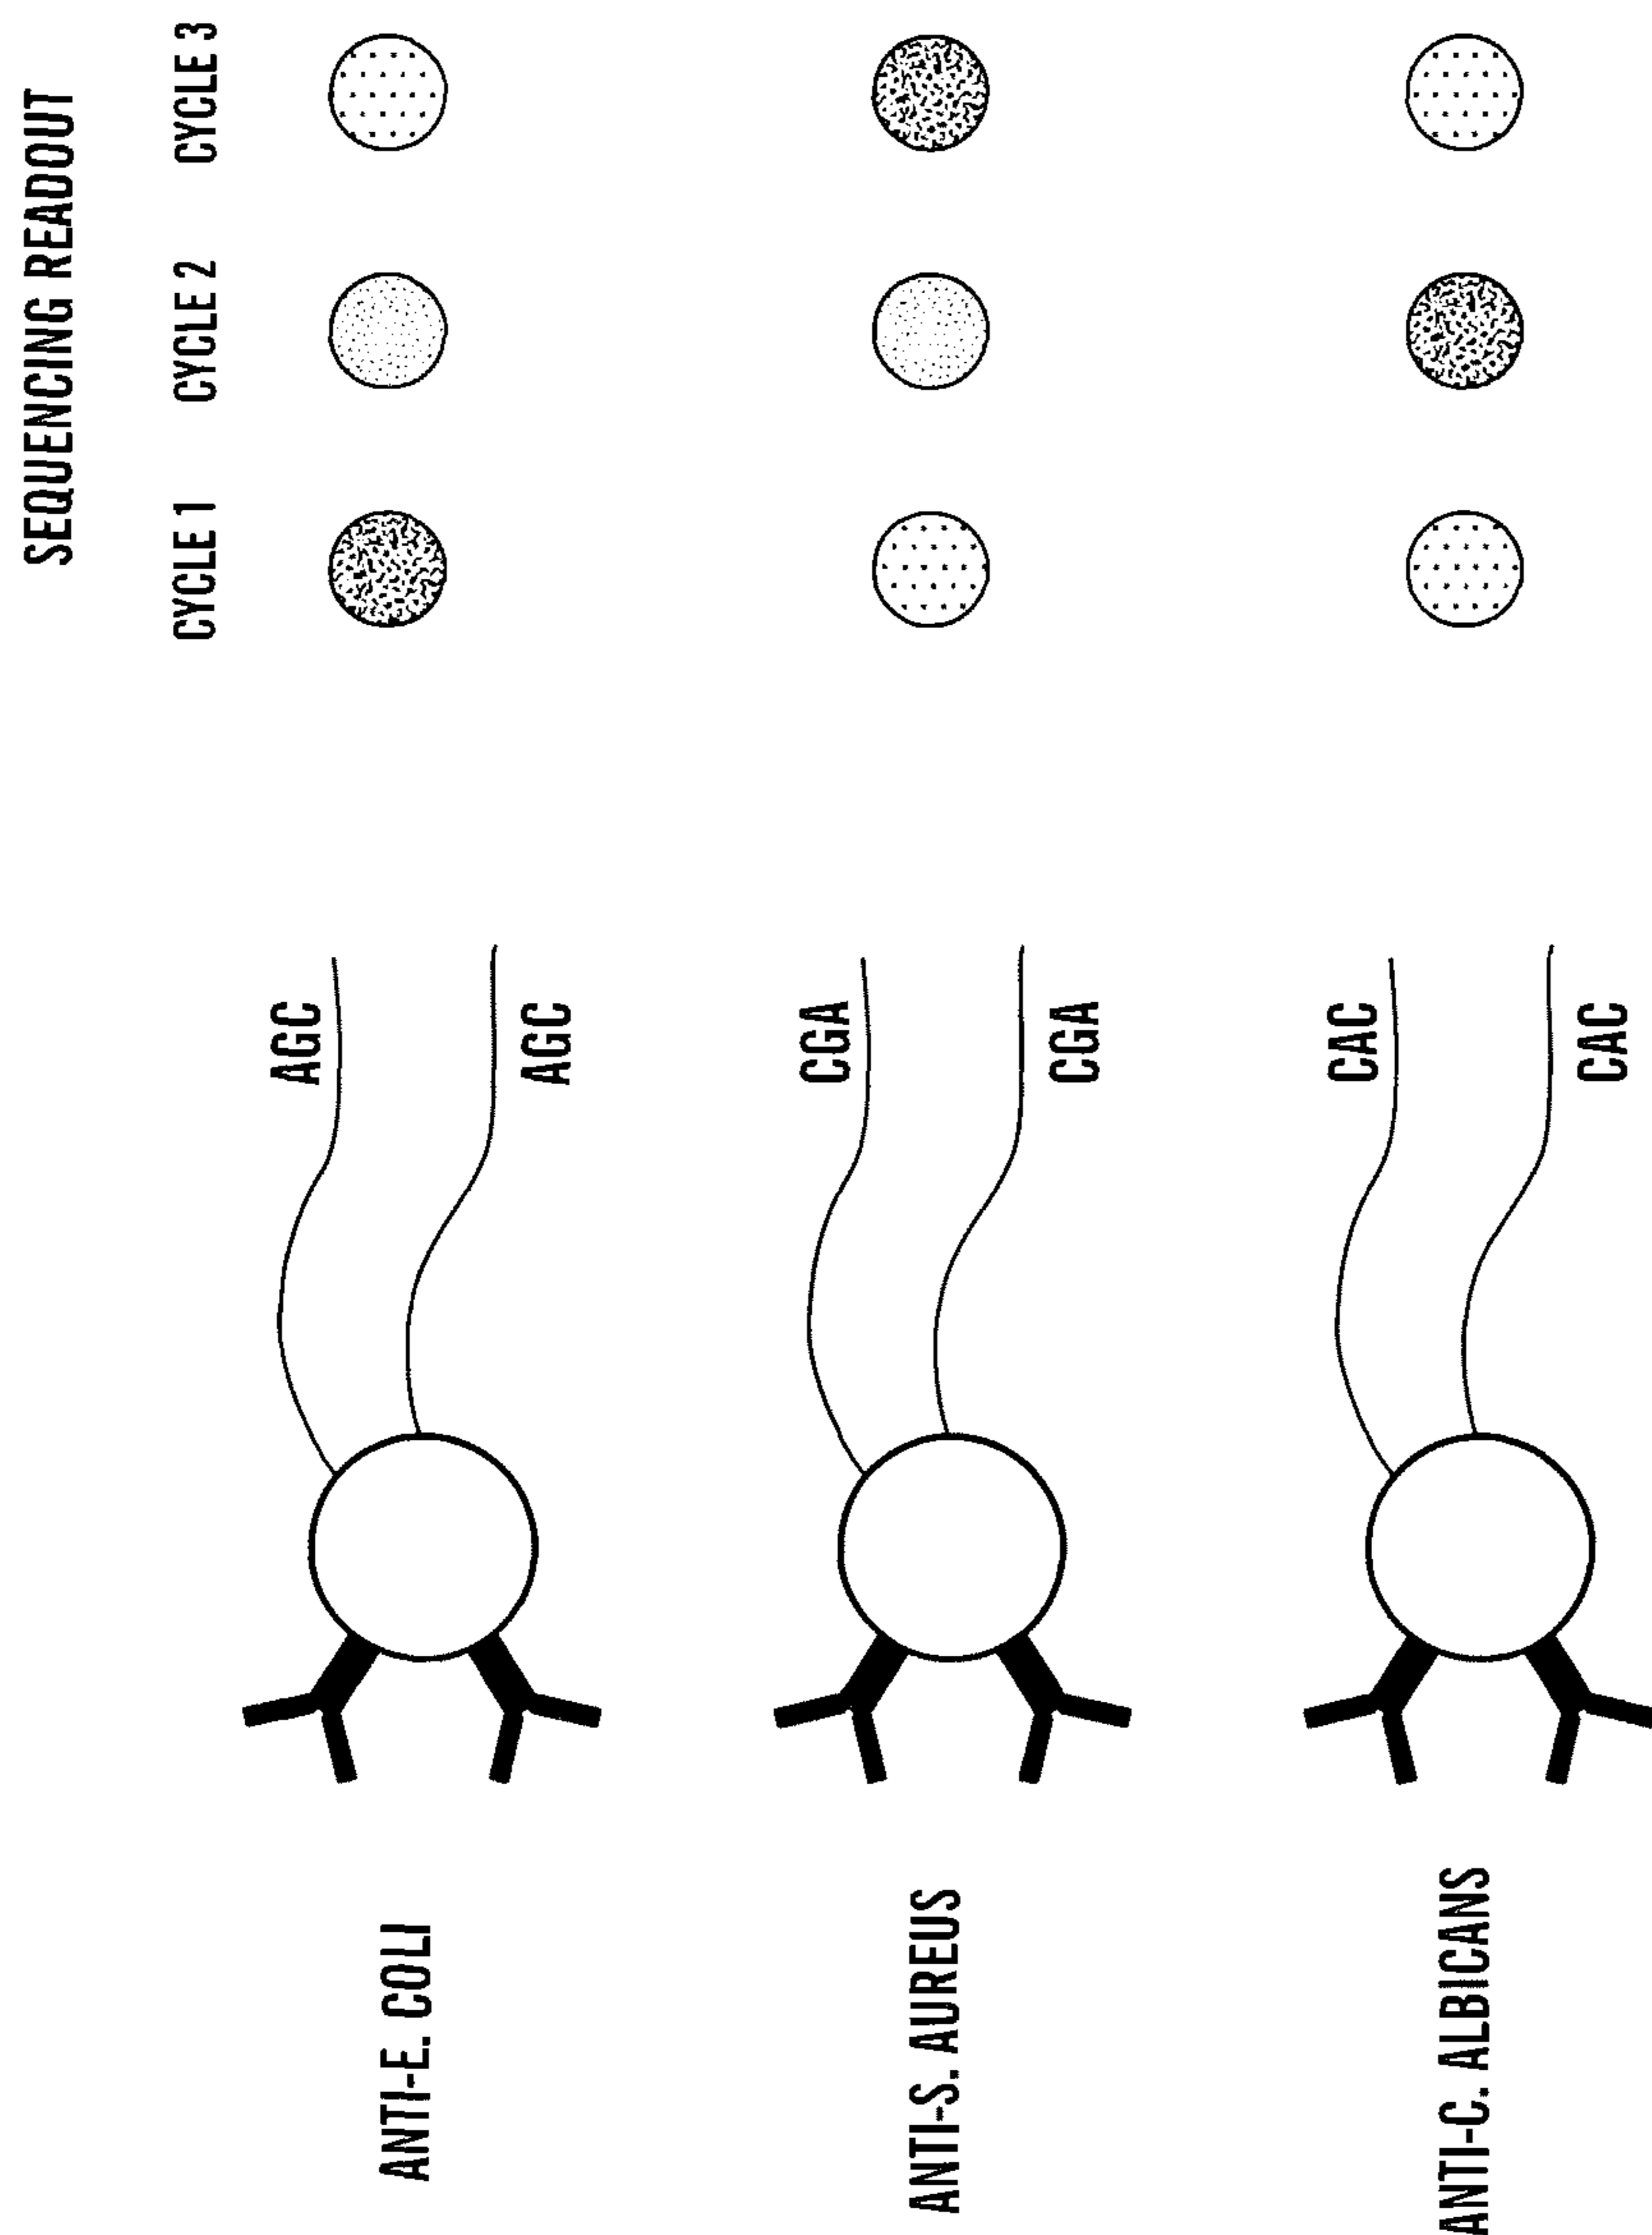 SEQUENCING READOUT
CYCLE 1 CYCLE 2 CYCLE 3
AGC
ANTI-E. COLI
AGC
CGA
ANTI-S. AUREUS
CGA
CAC
ANTI-C. ALBICANS
CAC